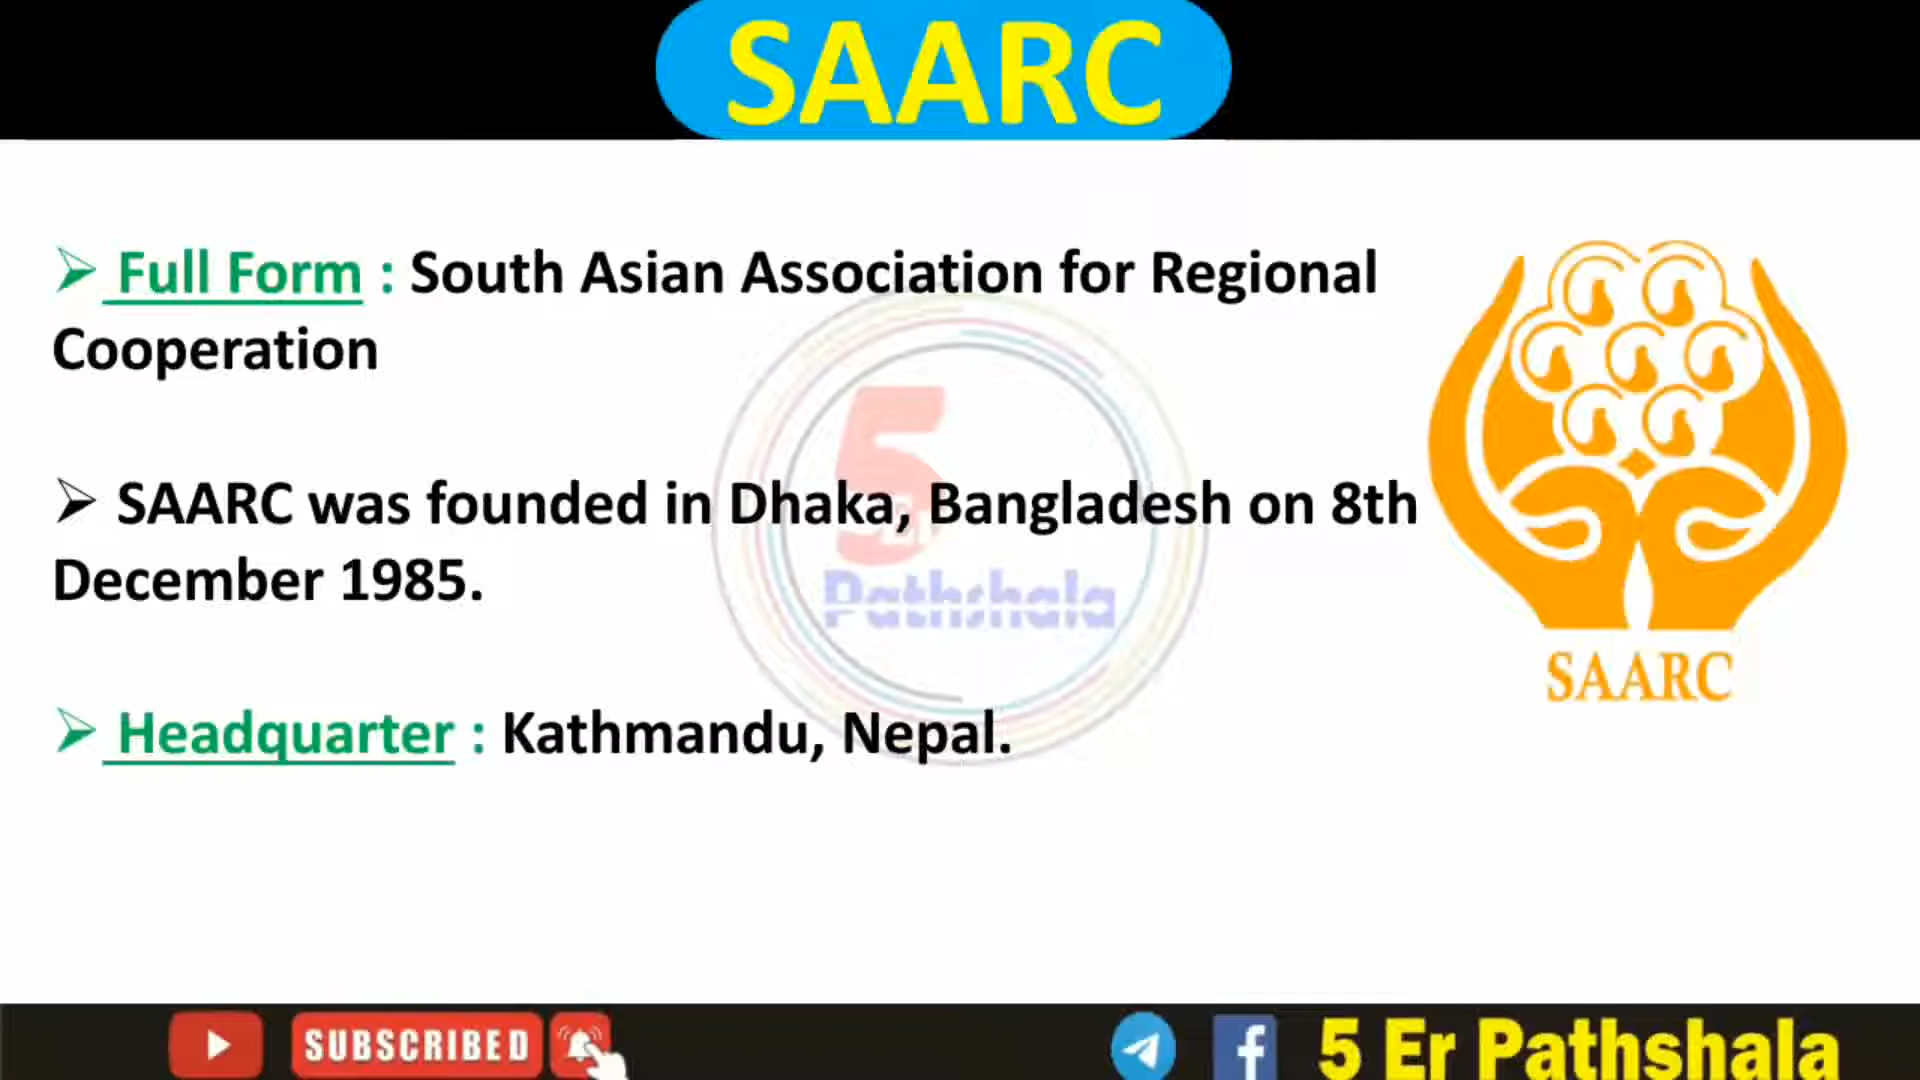 SAARC
➢ Full Form : South Asian Association for Regional
Cooperation
➢ SAARC was founded in Dhaka, Bangladesh on 8th
December 1985.
➢ Headquarter : Kathmandu, Nepal.
SAARC
5
Pathshala
SUBSCRIBED
5 Er Pathshala